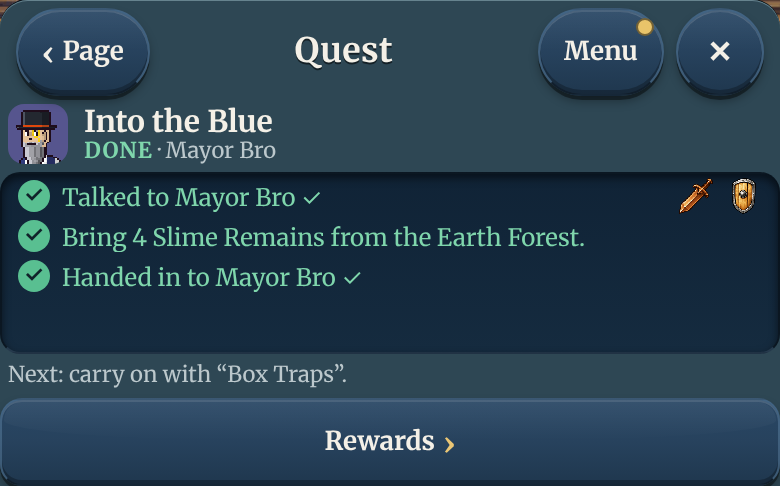 ‹ Page
Quest
Menu
✕
Into the Blue
DONE · Mayor Bro
Talked to Mayor Bro ✓
Bring 4 Slime Remains from the Earth Forest.
Handed in to Mayor Bro ✓
Next: carry on with “Box Traps”.
Rewards ›